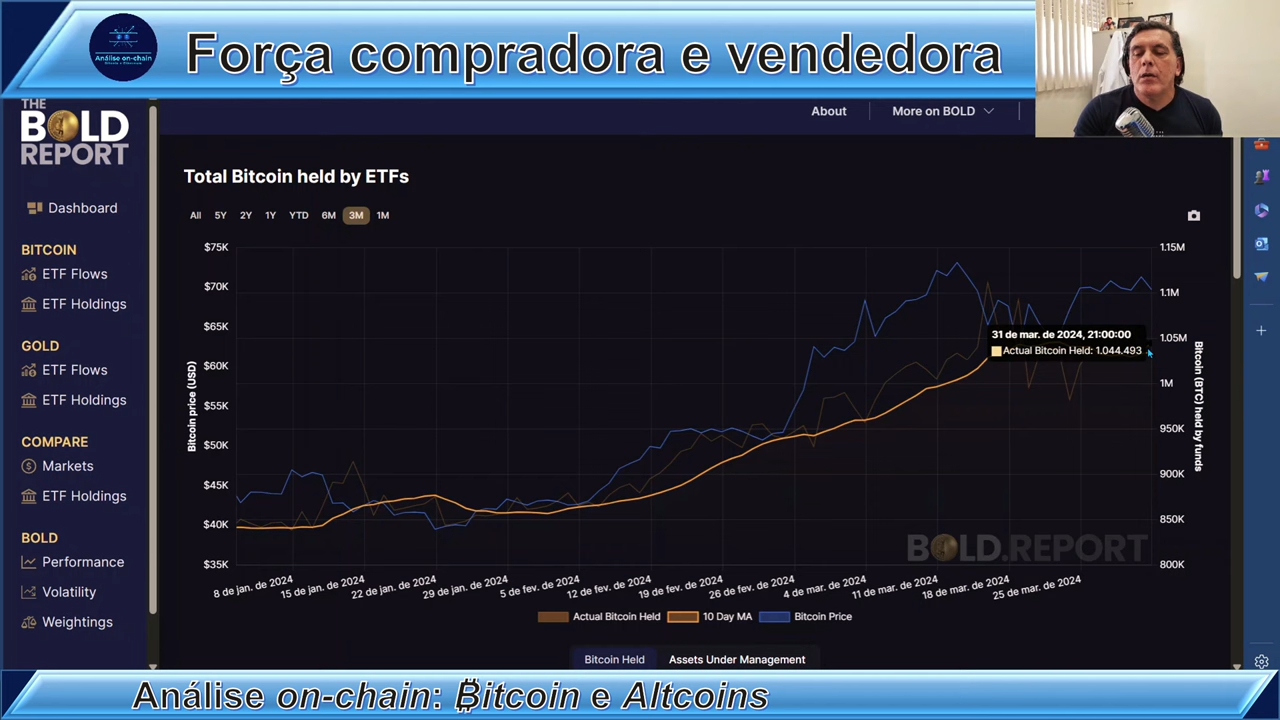 Análise on-chain
Força compradora e vendedora
THE
BOLD
REPORT
About
More on BOLD
Dashboard
BITCOIN
ETF Flows
ETF Holdings
GOLD
ETF Flows
ETF Holdings
COMPARE
Markets
ETF Holdings
BOLD
Performance
Volatility
Weightings
Total Bitcoin held by ETFs
All 5Y 2Y 1Y YTD 6M 3M 1M
$75K
$70K
$65K
$60K
$55K
$50K
$45K
$40K
$35K
Bitcoin price (USD)
1.15M
1.1M
1.05M
1M
950K
900K
850K
800K
Bitcoin (BTC) held by funds
31 de mar. de 2024, 21:00:00
Actual Bitcoin Held: 1.044.493
BOLD.REPORT
8 de jan. de 2024
15 de jan. de 2024
22 de jan. de 2024
29 de jan. de 2024
5 de fev. de 2024
12 de fev. de 2024
19 de fev. de 2024
26 de fev. de 2024
4 de mar. de 2024
11 de mar. de 2024
18 de mar. de 2024
25 de mar. de 2024
Actual Bitcoin Held 10 Day MA Bitcoin Price
Bitcoin Held Assets Under Management
Análise on-chain: ₿itcoin e Altcoins